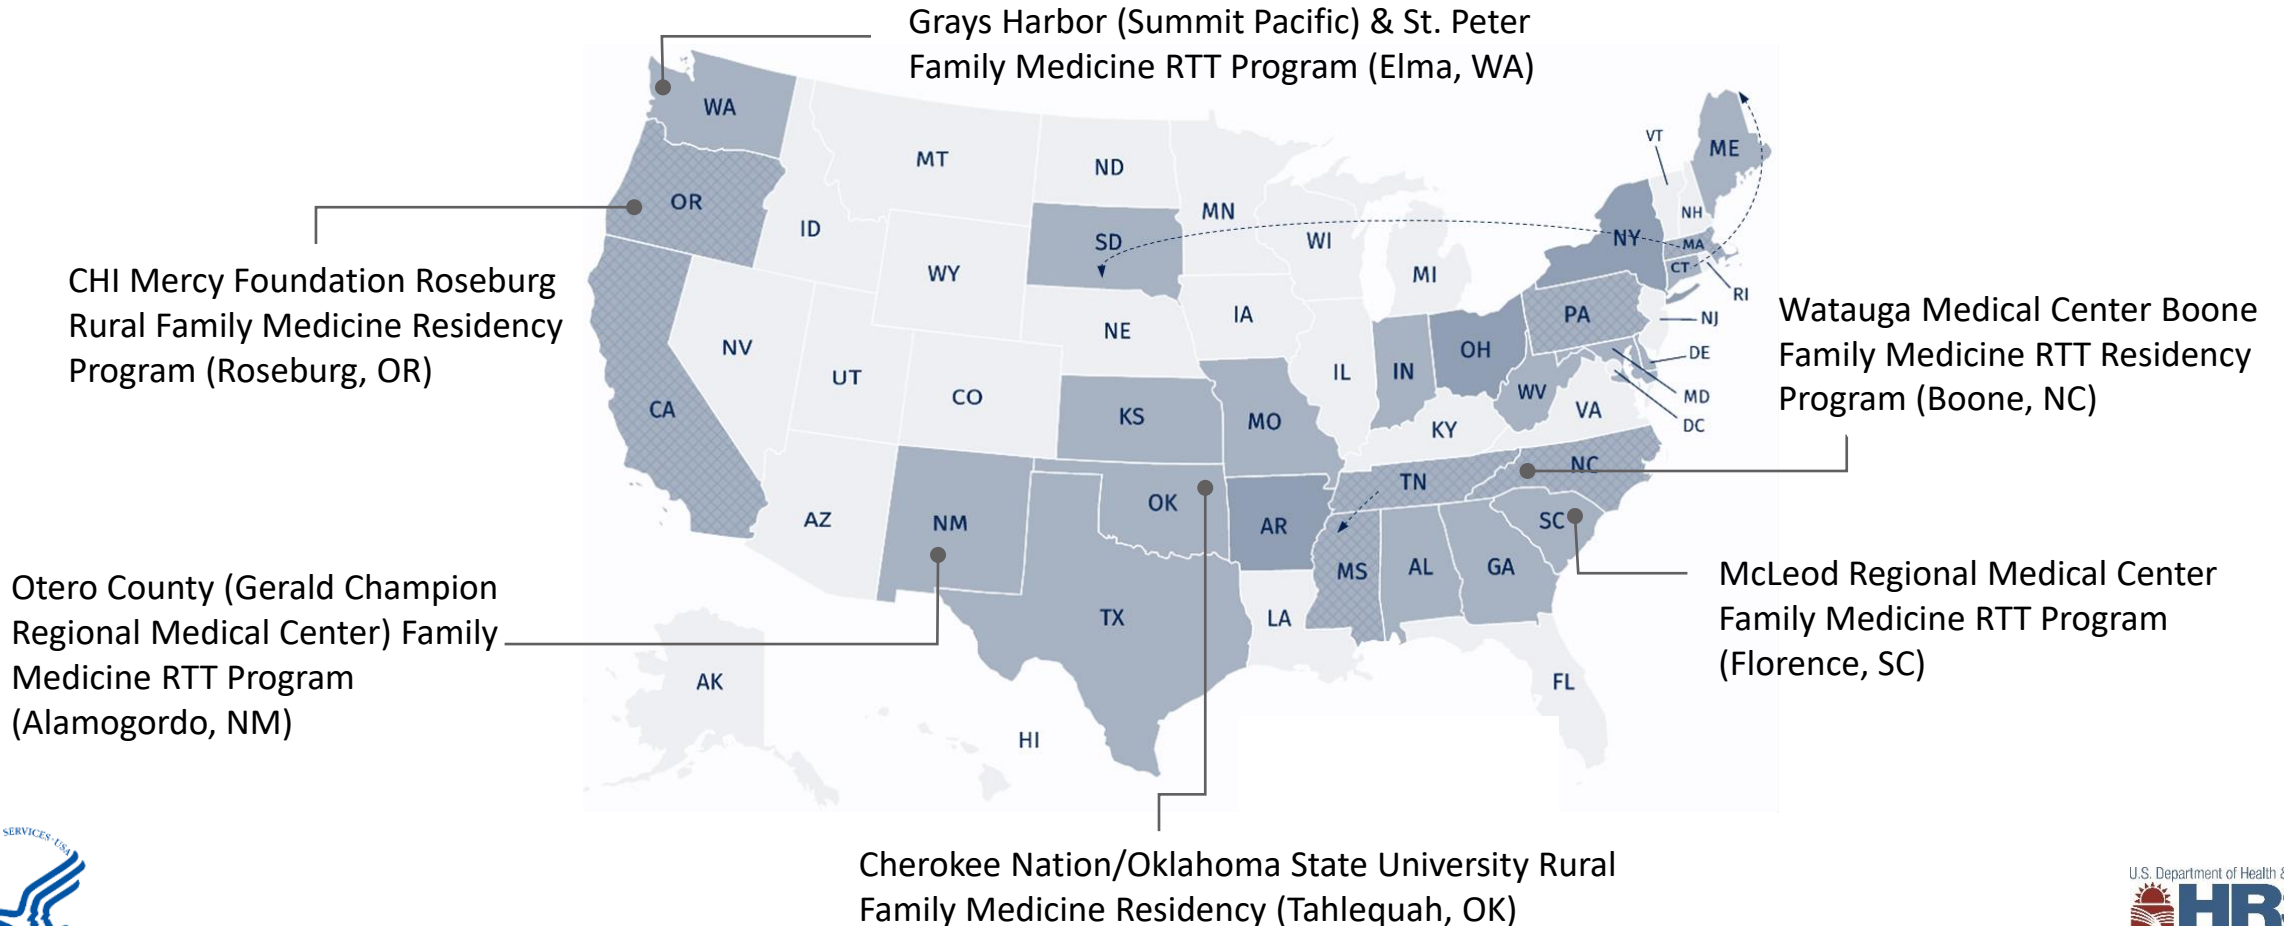 Grays Harbor (Summit Pacific) & St. Peter
Family Medicine RTT Program (Elma, WA)
CHI Mercy Foundation Roseburg
Rural Family Medicine Residency
Program (Roseburg, OR)
Otero County (Gerald Champion
Regional Medical Center) Family
Medicine RTT Program
(Alamogordo, NM)
WA
OR
CA
ID
NV
MT
WY
UT
AZ
CO
NM
ND
SD
NE
KS
OK
TX
MN
IA
MO
AR
LA
WI
IL
MI
IN
OH
KY
TN
MS
AL
GA
FL
SC
NC
VA
WV
PA
NY
VT
NH
ME
MA
CT
RI
NJ
DE
MD
DC
AK
HI
Watauga Medical Center Boone
Family Medicine RTT Residency
Program (Boone, NC)
McLeod Regional Medical Center
Family Medicine RTT Program
(Florence, SC)
Cherokee Nation/Oklahoma State University Rural
Family Medicine Residency (Tahlequah, OK)
SERVICES·USA
U.S. Department of Health &
HR